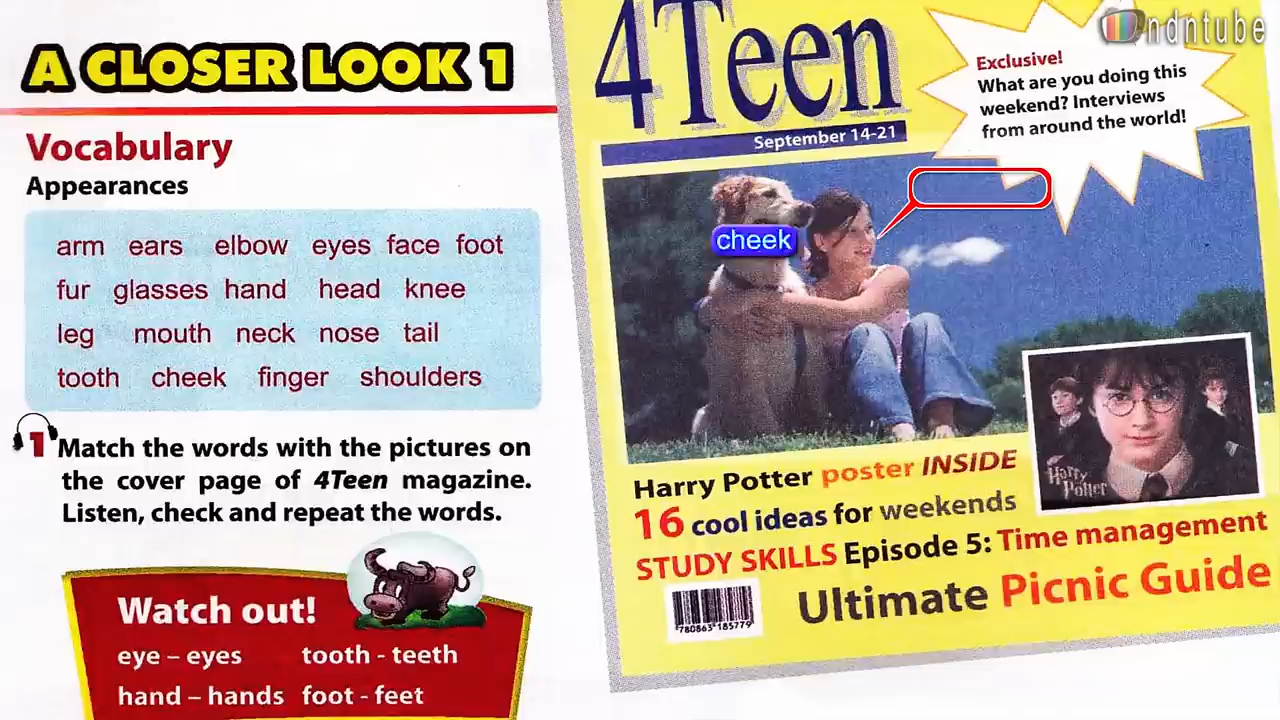 A CLOSER LOOK 1
Vocabulary
Appearances
arm ears elbow eyes face foot
fur glasses hand head knee
leg mouth neck nose tail
tooth cheek finger shoulders
1 Match the words with the pictures on
the cover page of 4Teen magazine.
Listen, check and repeat the words.
Watch out!
eye – eyes tooth - teeth
hand – hands foot - feet
4Teen
September 14-21
Exclusive!
What are you doing this
weekend? Interviews
from around the world!
ndntube
cheek
Harry
Potter
Harry Potter poster INSIDE
16 cool ideas for weekends
STUDY SKILLS Episode 5: Time management
Ultimate Picnic Guide
780863 185779